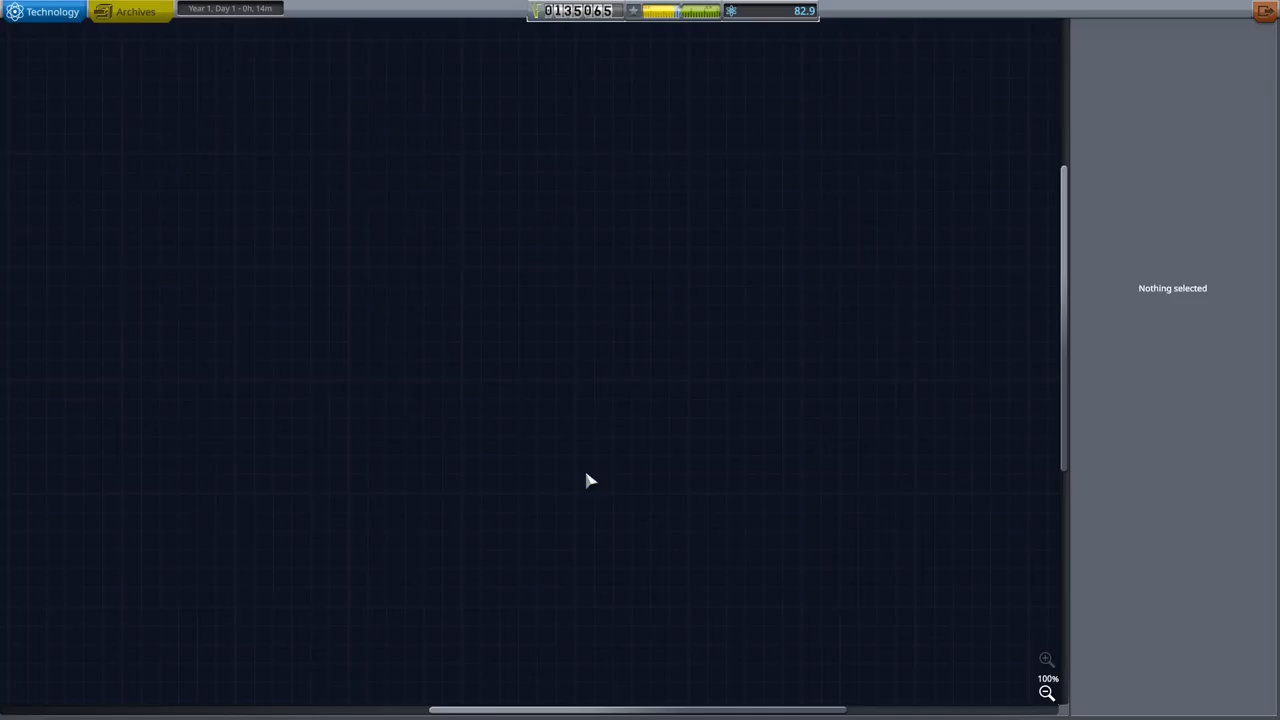 Technology
Archives
Year 1, Day 1 - 0h, 14m
0135065
82.9
Nothing selected
100%